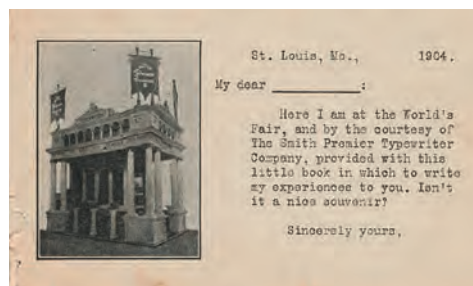 St. Louis, Mo., 1904.
My dear __________:
Here I am at the World's
Fair, and by the courtesy of
The Smith Premier Typewriter
Company, provided with this
little book in which to write
my experiences to you. Isn't
it a nice souvenir?
Sincerely yours,